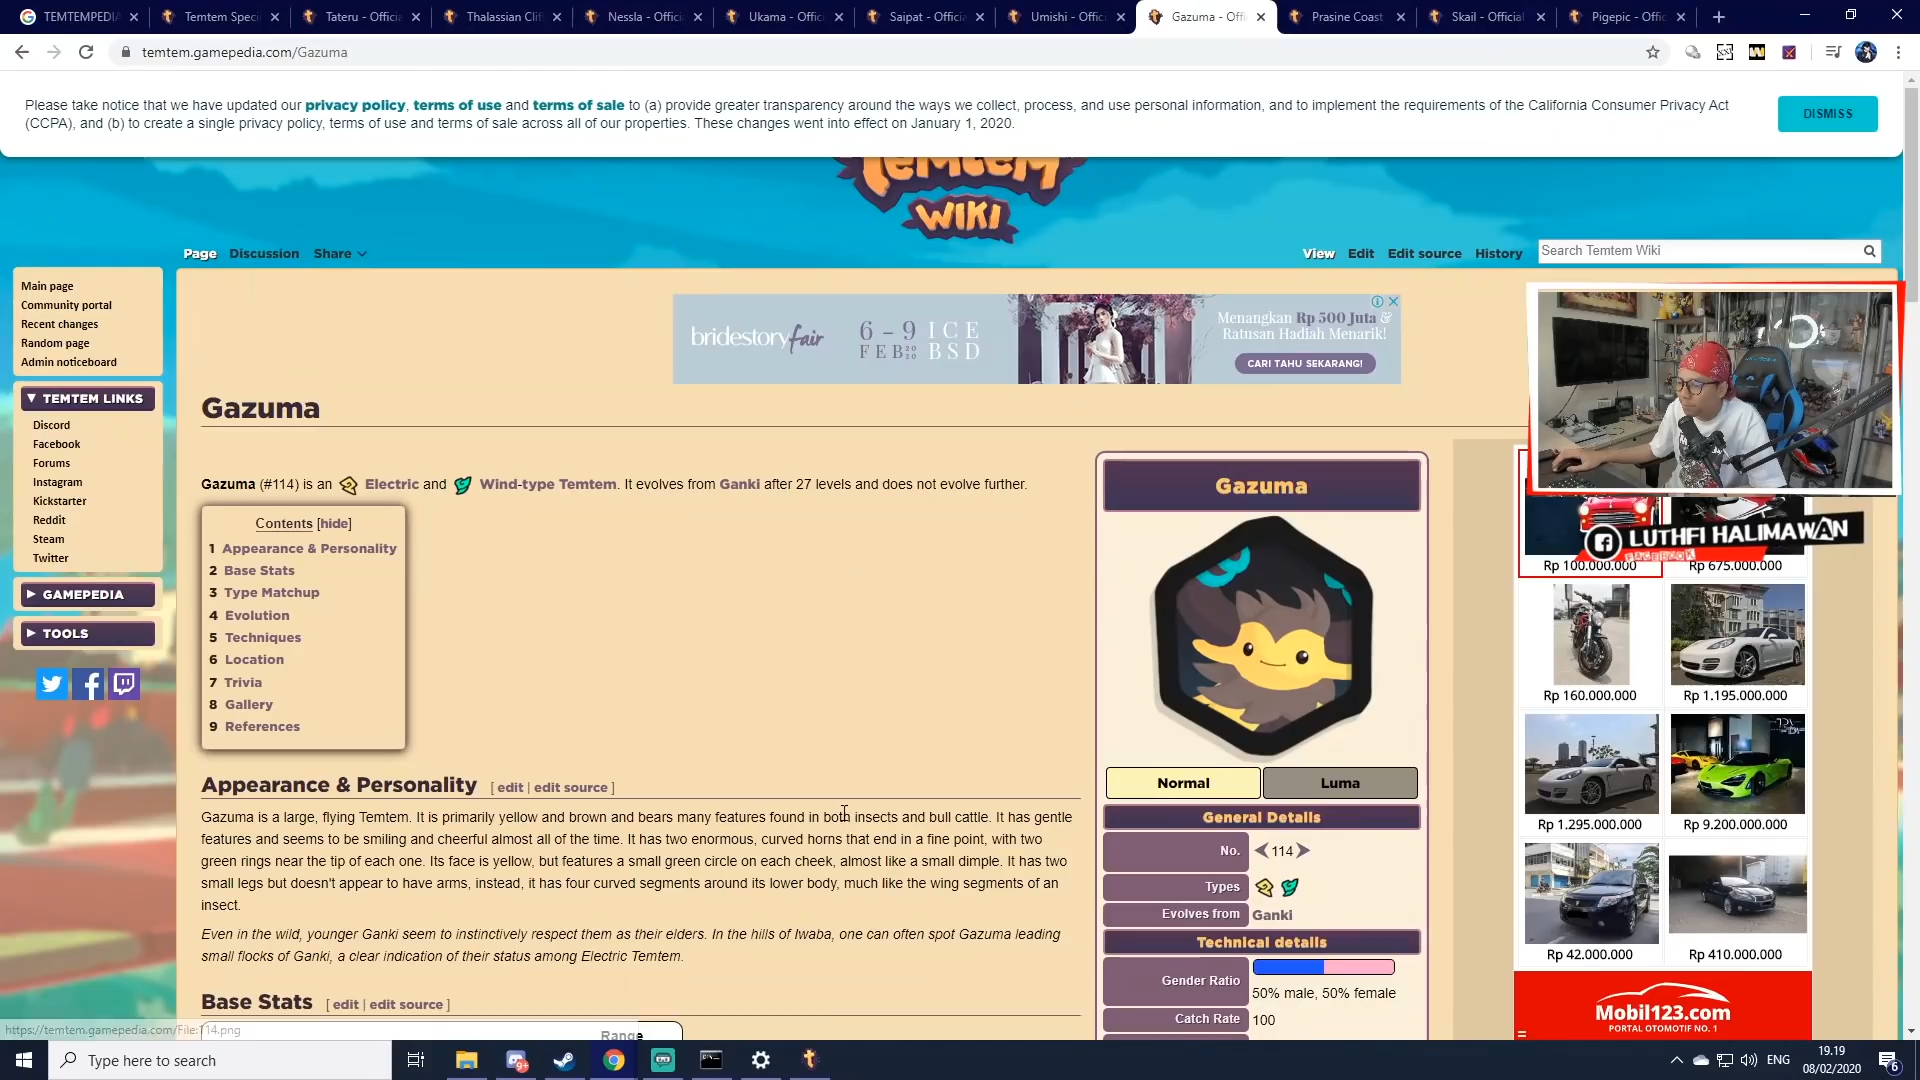 TEMTEMPEDI
Temtem Speci
Tateru - Offici
Thalassian Clif
Nessla - Offici
Ukama - Offic
Saipat - Officia
Umishi - Offic
Gazuma - Offi
Prasine Coast
Skail - Official
Pigepic - Offic
temtem.gamepedia.com/Gazuma
Please take notice that we have updated our privacy policy, terms of use and terms of sale to (a) provide greater transparency around the ways we collect, process, and use personal information, and to implement the requirements of the California Consumer Privacy Act
(CCPA), and (b) to create a single privacy policy, terms of use and terms of sale across all of our properties. These changes went into effect on January 1, 2020.
DISMISS
Temtem
WIKI
Page Discussion Share
View Edit Edit source History
Search Temtem Wiki
Main page
Community portal
Recent changes
Random page
Admin noticeboard
TEMTEM LINKS
Discord
Facebook
Forums
Instagram
Kickstarter
Reddit
Steam
Twitter
GAMEPEDIA
TOOLS
bridestory fair
6 - 9 ICE
FEB 2020 BSD
Menangkan Rp 500 Juta &
Ratusan Hadiah Menarik!
CARI TAHU SEKARANG!
Gazuma
Gazuma (#114) is an Electric and Wind-type Temtem. It evolves from Ganki after 27 levels and does not evolve further.
Contents [hide]
1 Appearance & Personality
2 Base Stats
3 Type Matchup
4 Evolution
5 Techniques
6 Location
7 Trivia
8 Gallery
9 References
Appearance & Personality [ edit | edit source ]
Gazuma is a large, flying Temtem. It is primarily yellow and brown and bears many features found in both insects and bull cattle. It has gentle
features and seems to be smiling and cheerful almost all of the time. It has two enormous, curved horns that end in a fine point, with two
green rings near the tip of each one. Its face is yellow, but features a small green circle on each cheek, almost like a small dimple. It has two
small legs but doesn't appear to have arms, instead, it has four curved segments around its lower body, much like the wing segments of an
insect.
Even in the wild, younger Ganki seem to instinctively respect them as their elders. In the hills of Iwaba, one can often spot Gazuma leading
small flocks of Ganki, a clear indication of their status among Electric Temtem.
Base Stats [ edit | edit source ]
Range
Gazuma
Normal
Luma
General Details
No. 114
Types
Evolves from Ganki
Technical details
Gender Ratio
50% male, 50% female
Catch Rate 100
LUTHFI HALIMAWAN
FACEBOOK
Rp 100.000.000
Rp 675.000.000
Rp 160.000.000
Rp 1.195.000.000
Rp 1.295.000.000
Rp 9.200.000.000
Rp 42.000.000
Rp 410.000.000
Mobil123.com
PORTAL OTOMOTIF NO. 1
https://temtem.gamepedia.com/File:114.png
Type here to search
9+
ENG
19.19
08/02/2020
6